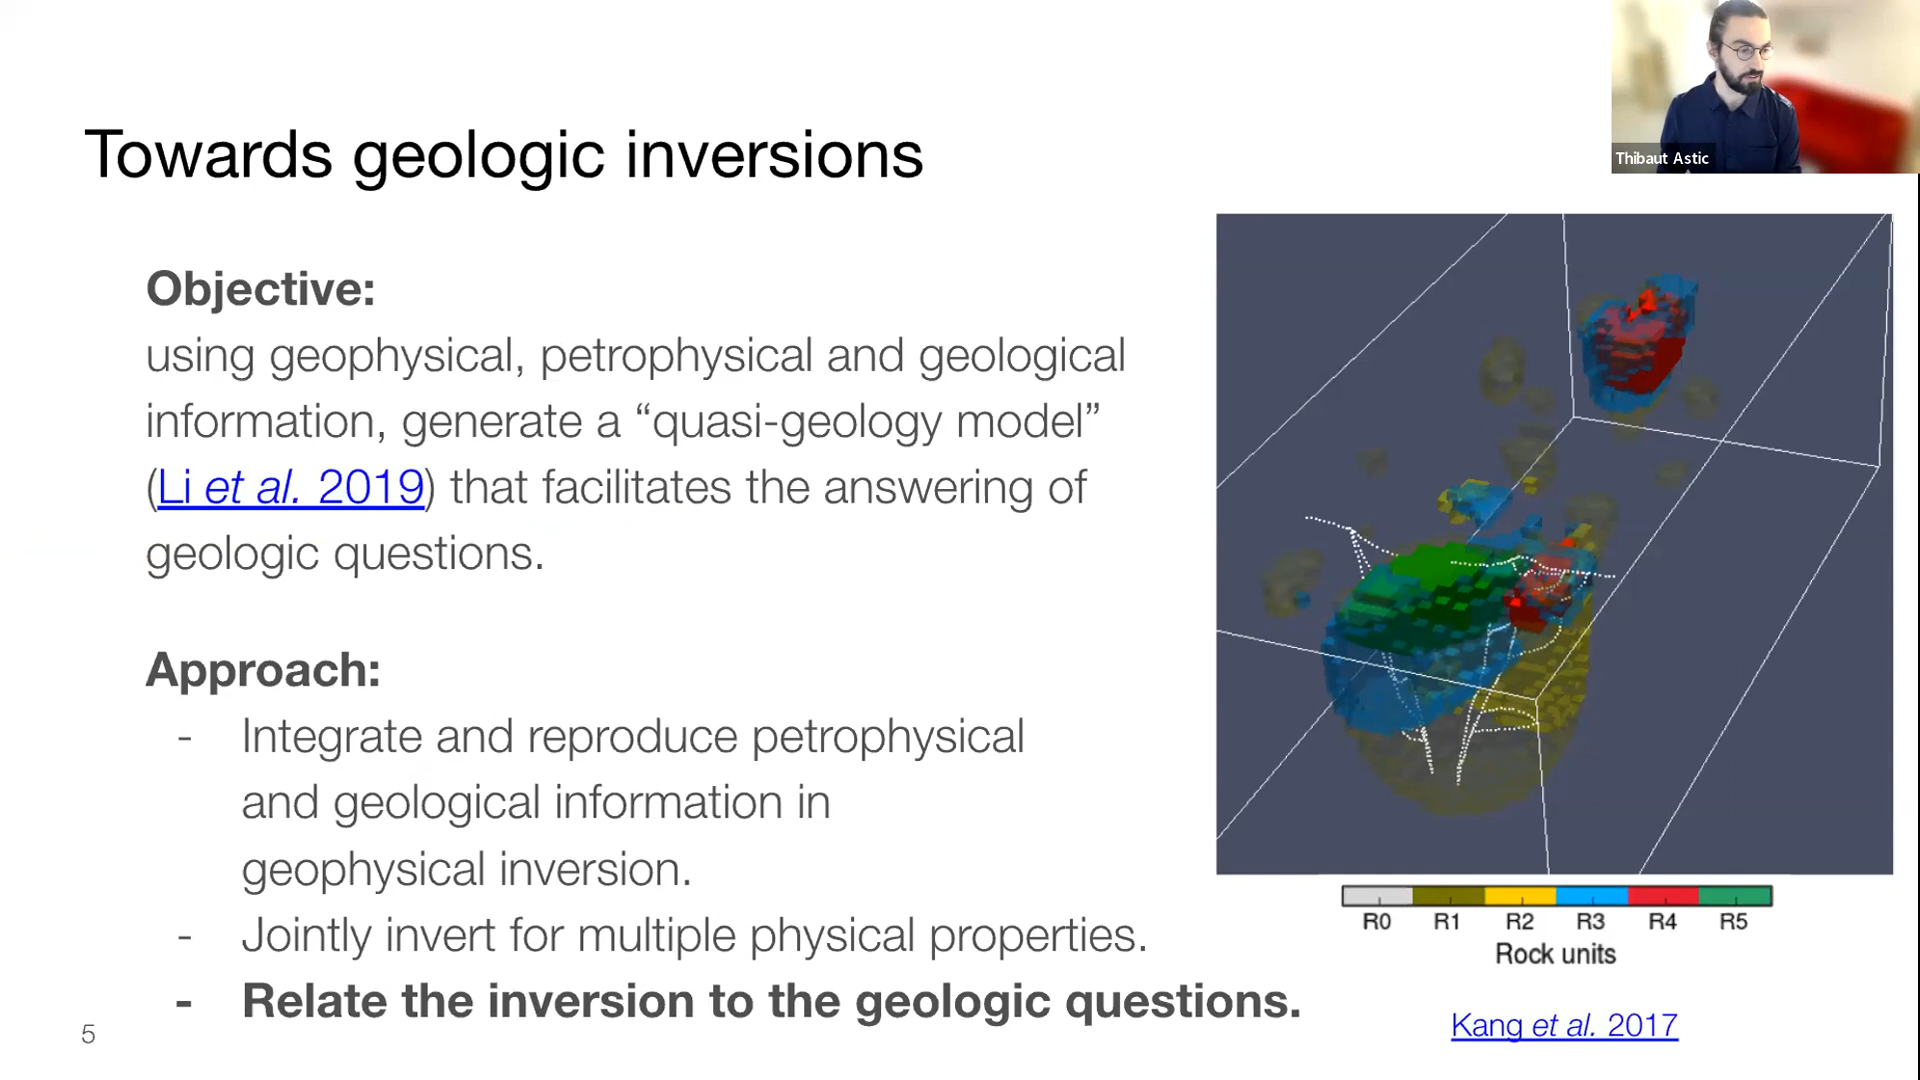 Thibaut Astic
Towards geologic inversions
Objective:
using geophysical, petrophysical and geological
information, generate a “quasi-geology model”
(Li et al. 2019) that facilitates the answering of
geologic questions.
Approach:
- Integrate and reproduce petrophysical
and geological information in
geophysical inversion.
- Jointly invert for multiple physical properties.
- Relate the inversion to the geologic questions.
R0 R1 R2 R3 R4 R5
Rock units
Kang et al. 2017
5